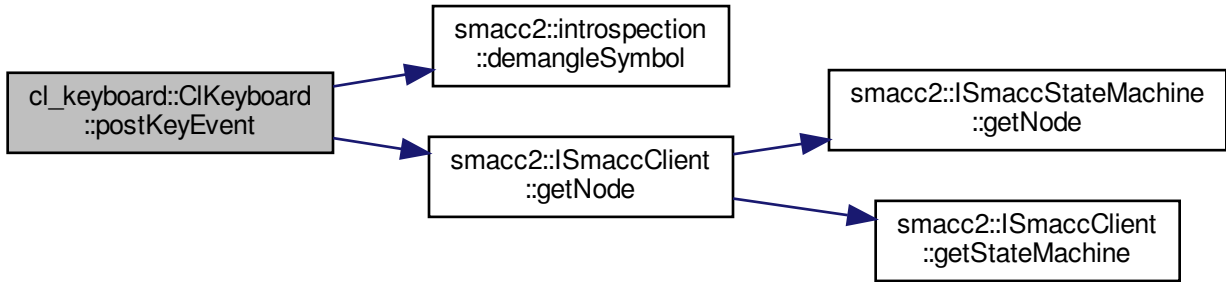 cl_keyboard::ClKeyboard
::postKeyEvent
smacc2::introspection
::demangleSymbol
smacc2::ISmaccClient
::getNode
smacc2::ISmaccStateMachine
::getNode
smacc2::ISmaccClient
::getStateMachine